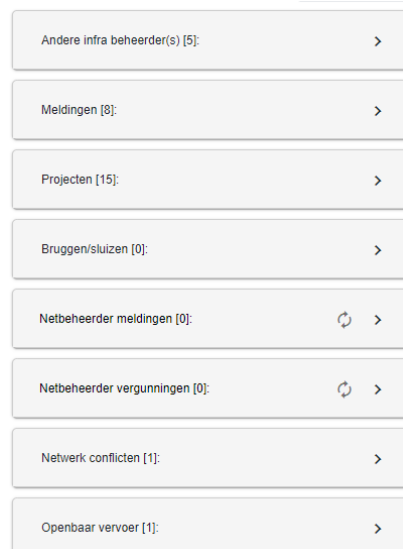 Andere infra beheerder(s) [5]:
Meldingen [8]:
Projecten [15]:
Bruggen/sluizen [0]:
Netbeheerder meldingen [0]:
Netbeheerder vergunningen [0]:
Netwerk conflicten [1]:
Openbaar vervoer [1]: